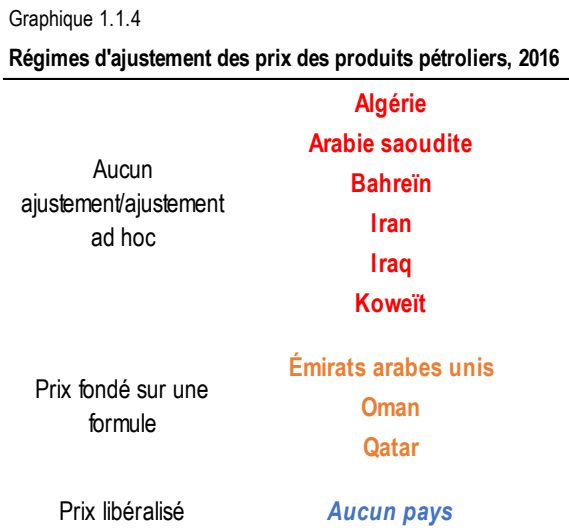 Graphique 1.1.4
Régimes d'ajustement des prix des produits pétroliers, 2016
Aucun
ajustement/ajustement
ad hoc
Algérie
Arabie saoudite
Bahreïn
Iran
Iraq
Koweït
Prix fondé sur une
formule
Émirats arabes unis
Oman
Qatar
Prix libéralisé
Aucun pays